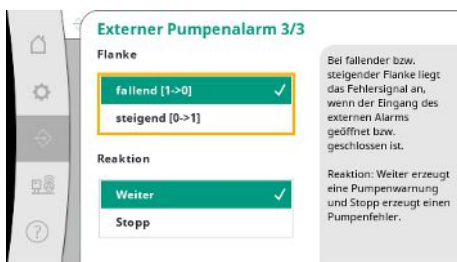 Externer Pumpenalarm 3/3
Flanke
fallend [1->0]
steigend [0->1]
Reaktion
Weiter
Stopp
Bei fallender bzw.
steigender Flanke liegt
das Fehlersignal an,
wenn der Eingang des
externen Alarms
geöffnet bzw.
geschlossen ist.
Reaktion: Weiter erzeugt
eine Pumpenwarnung
und Stopp erzeugt einen
Pumpenfehler.